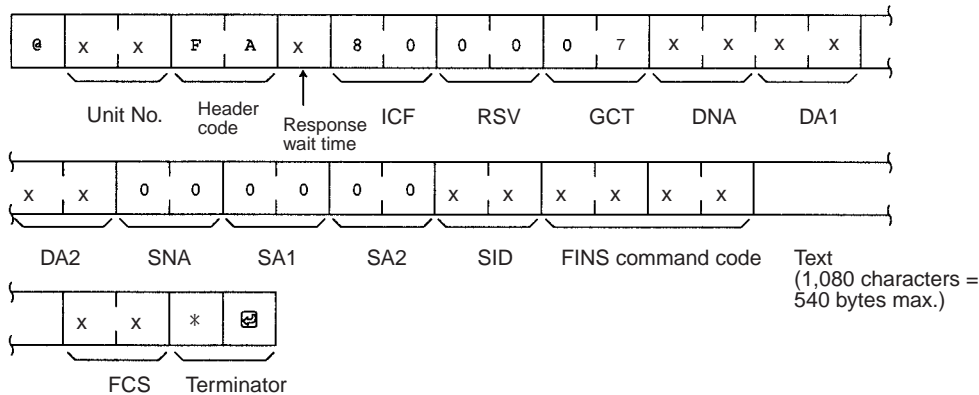 @ x x F A x 8 0 0 0 0 7 x x x x
Unit No. Header code Response wait time ICF RSV GCT DNA DA1
x x 0 0 0 0 0 0 x x x x x x
DA2 SNA SA1 SA2 SID FINS command code Text
(1,080 characters =
540 bytes max.)
x x * ↵
FCS Terminator